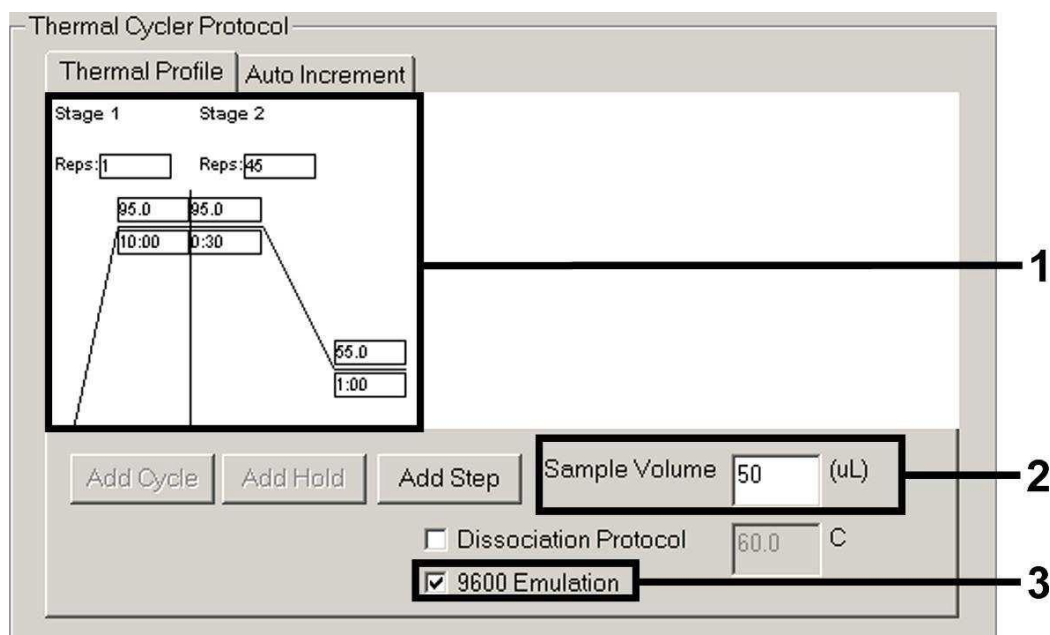 Thermal Cycler Protocol
Thermal Profile Auto Increment
Stage 1 Stage 2
Reps: 1 Reps: 45
95.0 95.0
10:00 0:30
1
55.0
1:00
Add Cycle Add Hold Add Step Sample Volume 50 (uL)
2
Dissociation Protocol 60.0 C
9600 Emulation
3